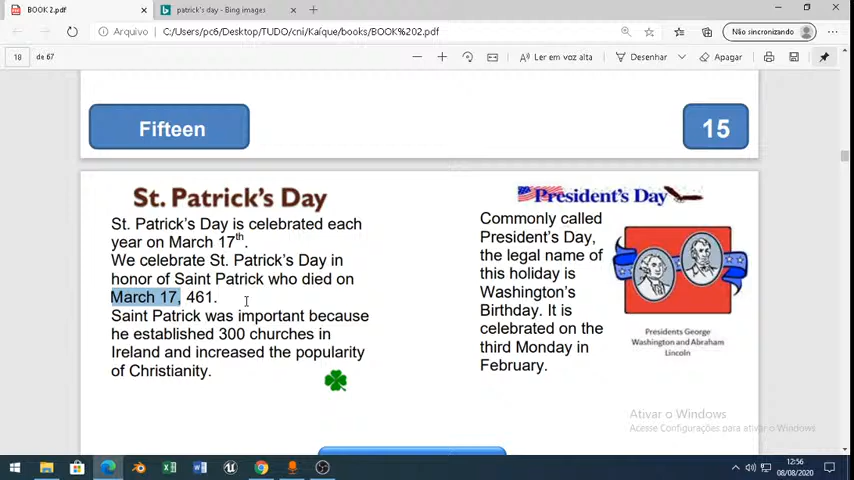 BOOK 2.pdf
patrick's day - Bing images
Arquivo
C:/Users/pc6/Desktop/TUDO/cni/Kaíque/books/BOOK%202.pdf
Não sincronizando
18
de 67
Ler em voz alta
Desenhar
Apagar
Fifteen
15
St. Patrick's Day
St. Patrick's Day is celebrated each
year on March 17th.
We celebrate St. Patrick's Day in
honor of Saint Patrick who died on
March 17, 461.
Saint Patrick was important because
he established 300 churches in
Ireland and increased the popularity
of Christianity.
President's Day
Commonly called
President's Day,
the legal name of
this holiday is
Washington's
Birthday. It is
celebrated on the
third Monday in
February.
Presidents George
Washington and Abraham
Lincoln
Ativar o Windows
Acesse Configurações para ativar o Windows.
12:56
08/08/2020